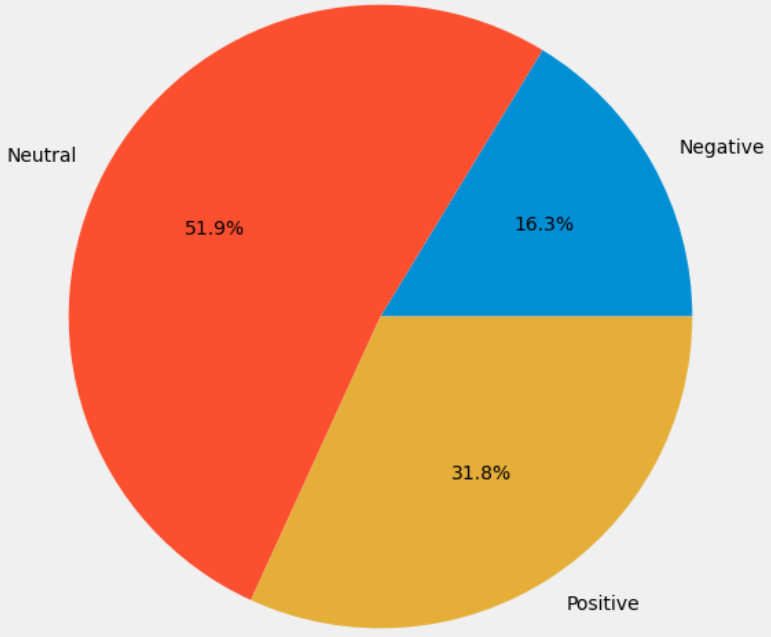 Negative
Neutral
16.3%
51.9%
31.8%
Positive